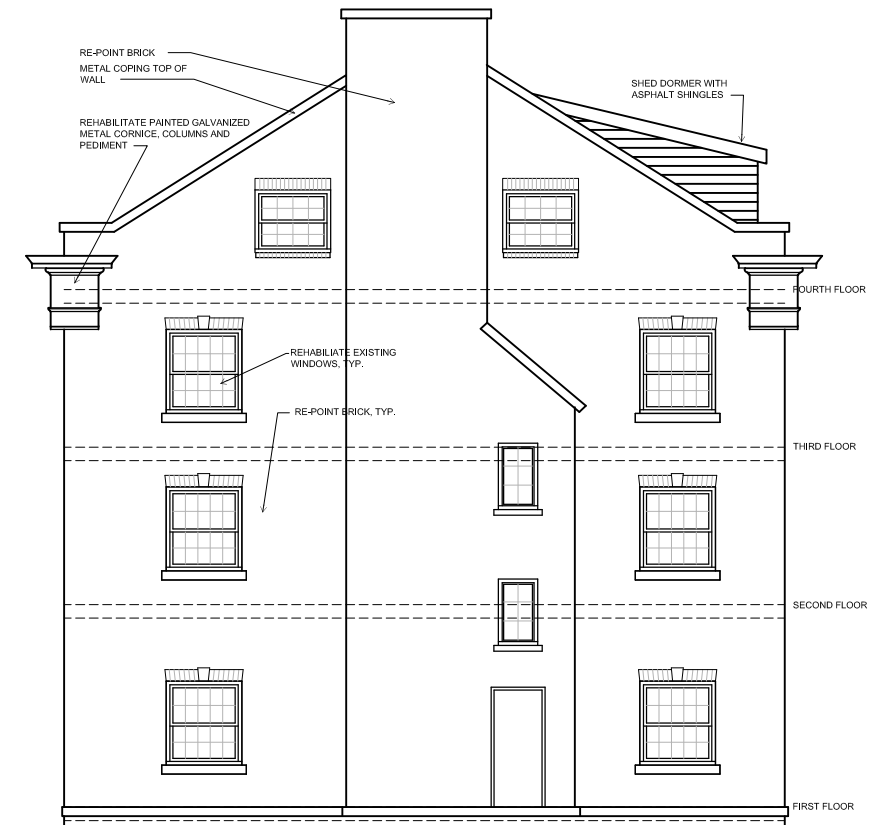 RE-POINT BRICK
METAL COPING TOP OF
WALL
SHED DORMER WITH
ASPHALT SHINGLES
REHABILITATE PAINTED GALVANIZED
METAL CORNICE, COLUMNS AND
PEDIMENT
FOURTH FLOOR
REHABILIATE EXISTING
WINDOWS, TYP.
RE-POINT BRICK, TYP.
THIRD FLOOR
SECOND FLOOR
FIRST FLOOR